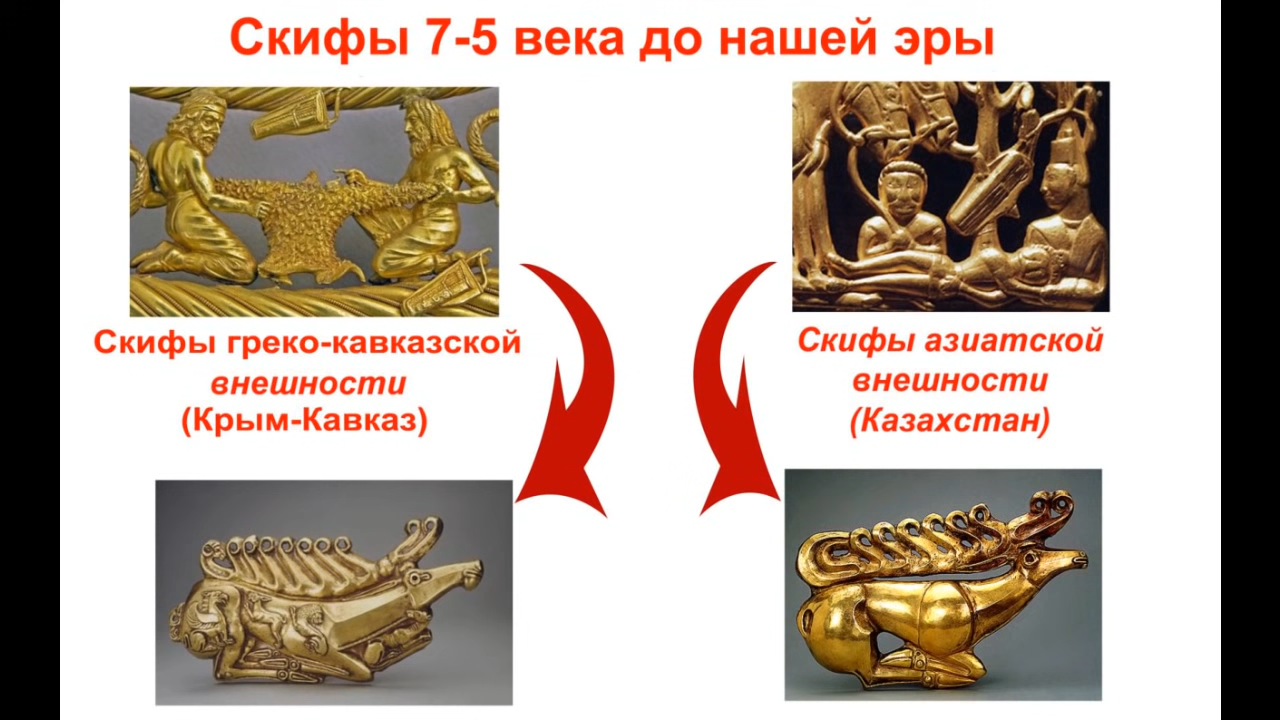 Скифы 7-5 века до нашей эры
Скифы греко-кавказской
внешности
(Крым-Кавказ)
Скифы азиатской
внешности
(Казахстан)